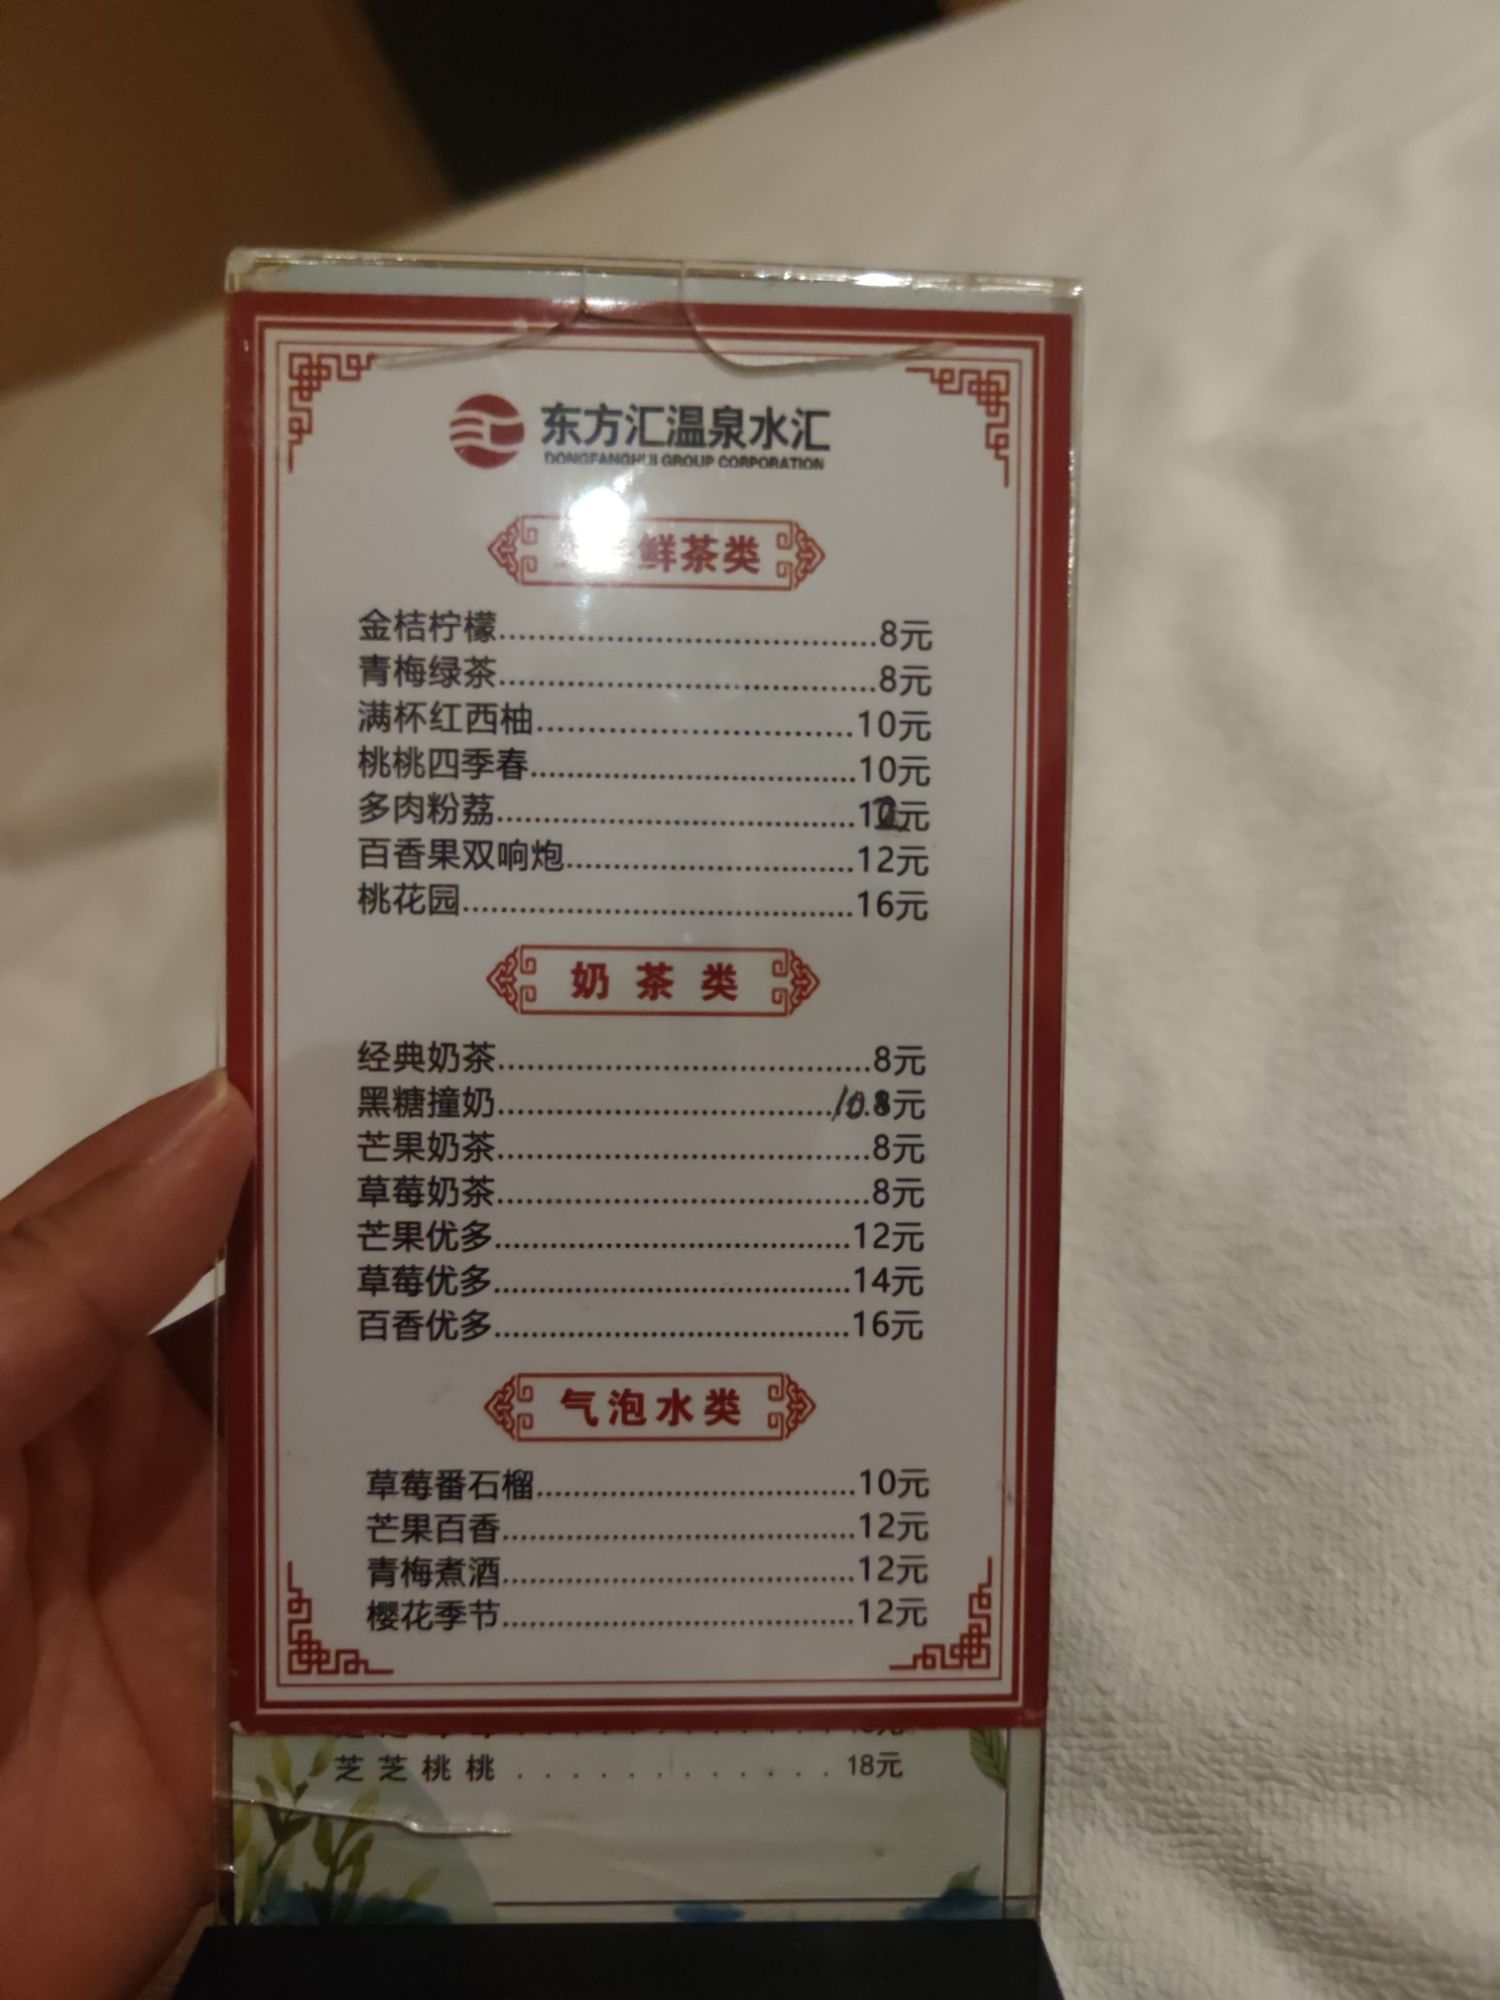 东方汇温泉水汇
DONGFANGHUI GROUP CORPORATION
鲜茶类
金桔柠檬......................................8元
青梅绿茶......................................8元
满杯红西柚................................10元
桃桃四季春................................10元
多肉粉荔....................................12元
百香果双响炮............................12元
桃花园.......................................16元
奶茶类
经典奶茶......................................8元
黑糖撞奶..................................10.8元
芒果奶茶......................................8元
草莓奶茶......................................8元
芒果优多....................................12元
草莓优多....................................14元
百香优多....................................16元
气泡水类
草莓番石榴................................10元
芒果百香....................................12元
青梅煮酒....................................12元
樱花季节....................................12元
芝芝桃桃 . . . . . . . . . . . . . 18元